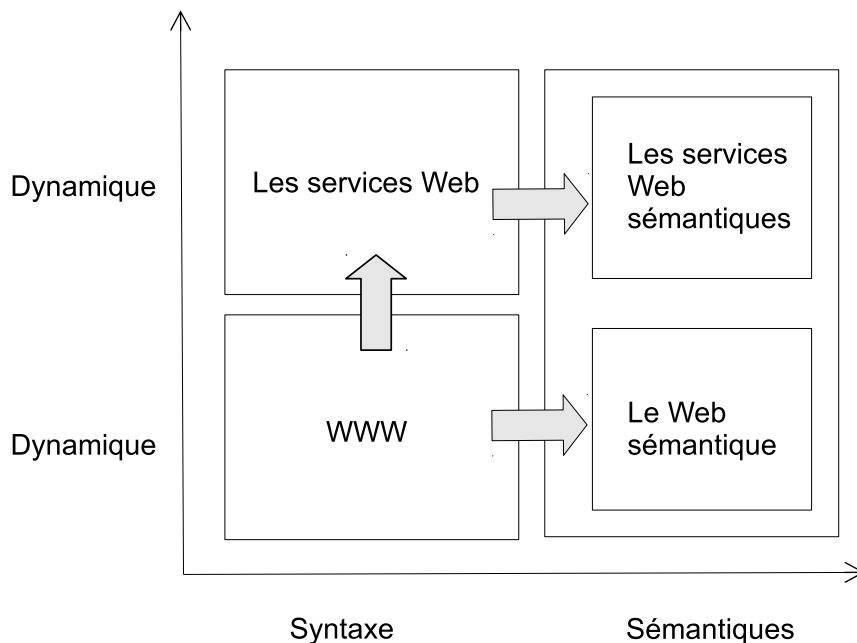 Dynamique
Les services Web
Les services
Web
sémantiques
Dynamique
WWW
Le Web
sémantique
Syntaxe
Sémantiques